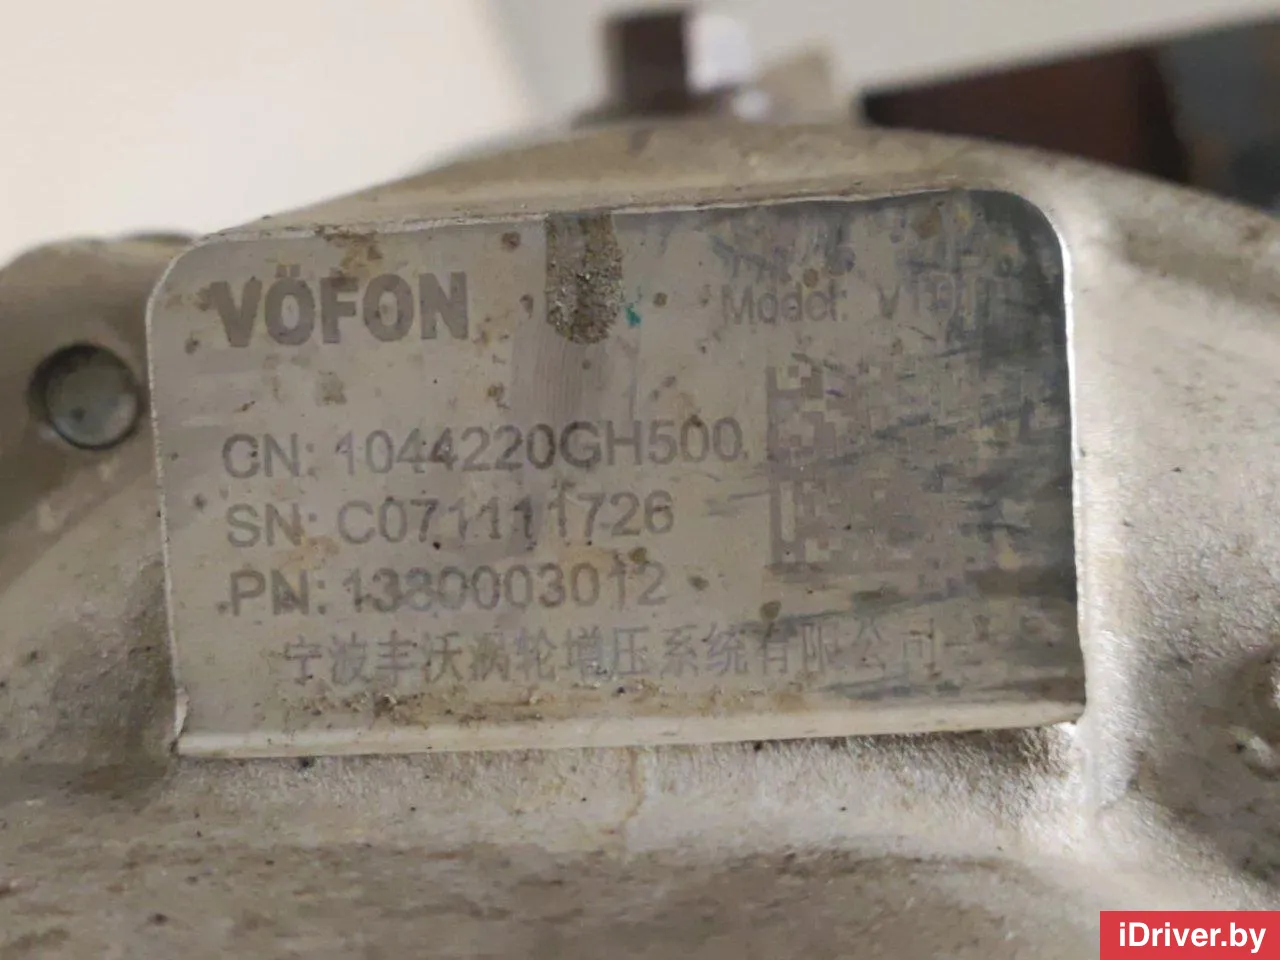 VÖFON
Model:
CN: 1044220GH500
SN: C071111726
PN: 1380003012
宁波丰沃涡轮增压系统有限公司
iDriver.by